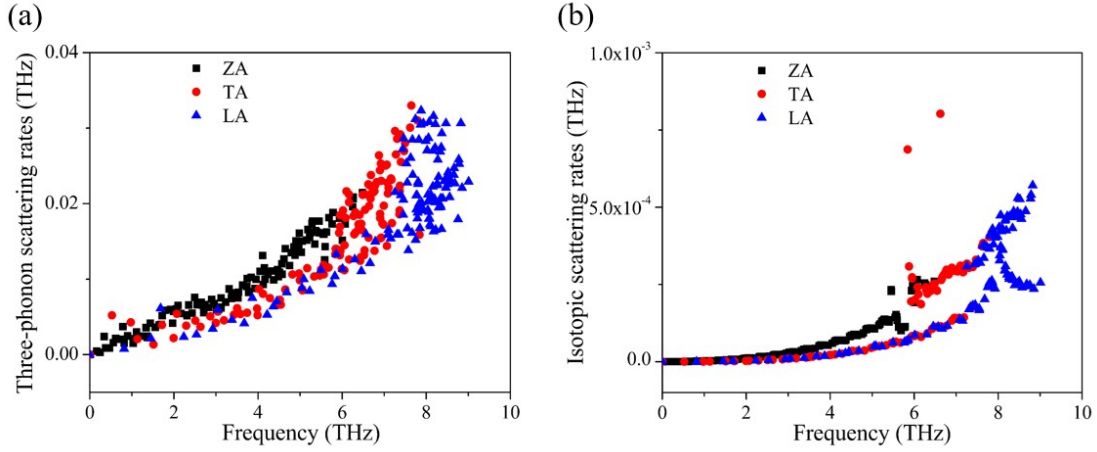 (a)
Three-phonon scattering rates (THz)
0.04
0.02
0.00
ZA
TA
LA
0 2 4 6 8 10
Frequency (THz)
(b)
Isotopic scattering rates (THz)
1.0x10⁻³
5.0x10⁻⁴
0.0
ZA
TA
LA
0 2 4 6 8 10
Frequency (THz)